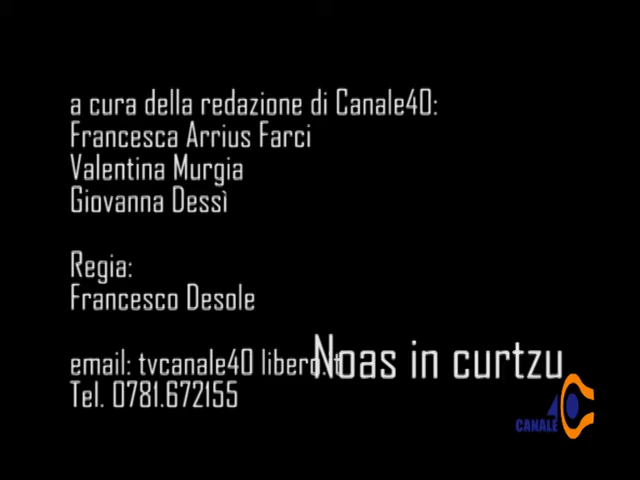 a cura della redazione di Canale40:
Francesca Arrius Farci
Valentina Murgia
Giovanna Dessì
Regia:
Francesco Desole
email: tvcanale40 libero.it
Noas in curtzu
Tel. 0781.672155
CANALE 40